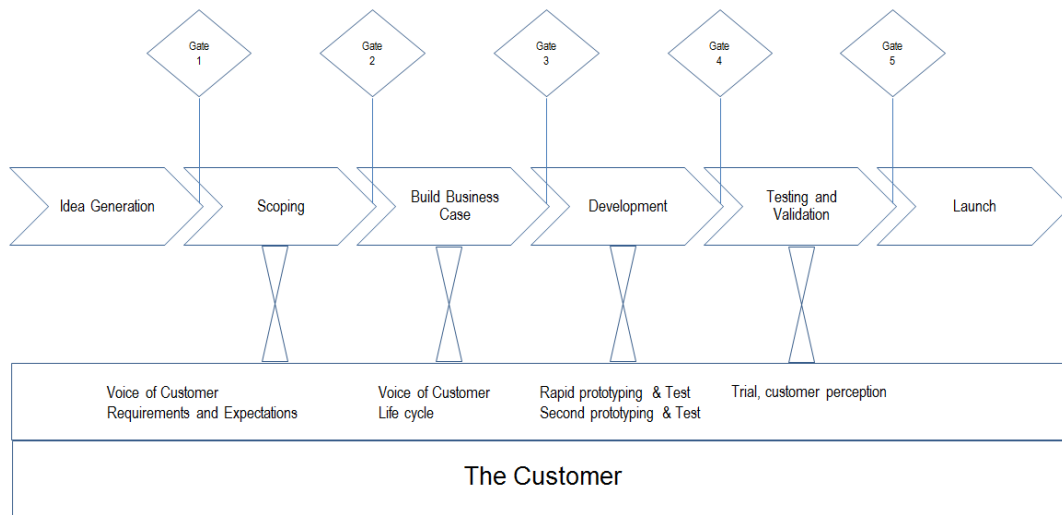 Gate
1
Gate
2
Gate
3
Gate
4
Gate
5
Idea Generation
Scoping
Build Business
Case
Development
Testing and
Validation
Launch
Voice of Customer
Requirements and Expectations
Voice of Customer
Life cycle
Rapid prototyping & Test
Second prototyping & Test
Trial, customer perception
The Customer